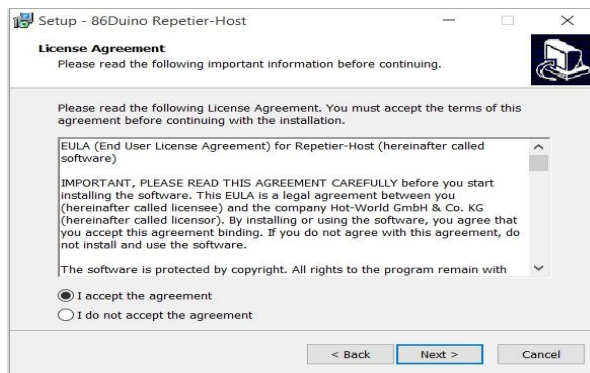 Setup - 86Duino Repetier-Host
License Agreement
Please read the following important information before continuing.
Please read the following License Agreement. You must accept the terms of this
agreement before continuing with the installation.
EULA (End User License Agreement) for Repetier-Host (hereinafter called
software)
IMPORTANT, PLEASE READ THIS AGREEMENT CAREFULLY before you start
installing the software. This EULA is a legal agreement between you
(hereinafter called licensee) and the company Hot-World GmbH & Co. KG
(hereinafter called licensor). By installing or using the software, you agree that
you accept this agreement binding. If you do not agree with this agreement, do
not install and use the software.
The software is protected by copyright. All rights to the program remain with
I accept the agreement
I do not accept the agreement
< Back Next > Cancel